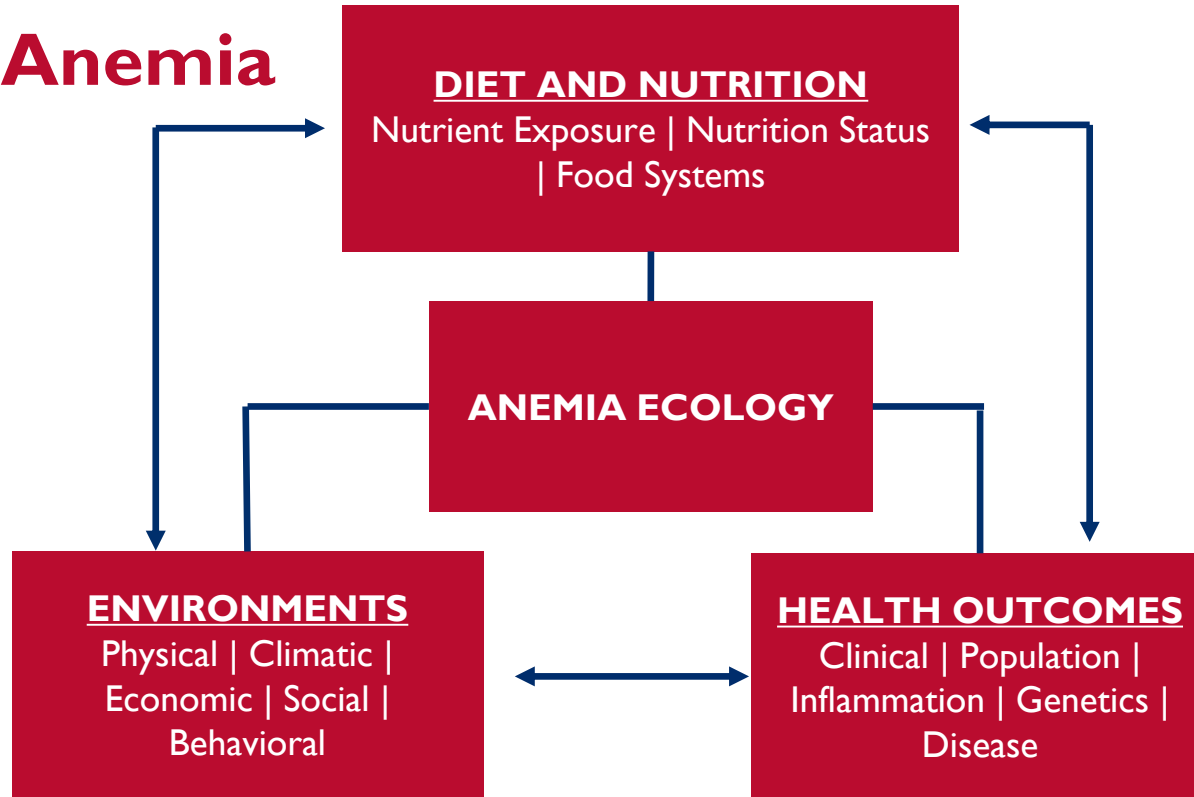 Anemia
DIET AND NUTRITION
Nutrient Exposure | Nutrition Status
| Food Systems
ANEMIA ECOLOGY
ENVIRONMENTS
Physical | Climatic |
Economic | Social |
Behavioral
HEALTH OUTCOMES
Clinical | Population |
Inflammation | Genetics |
Disease